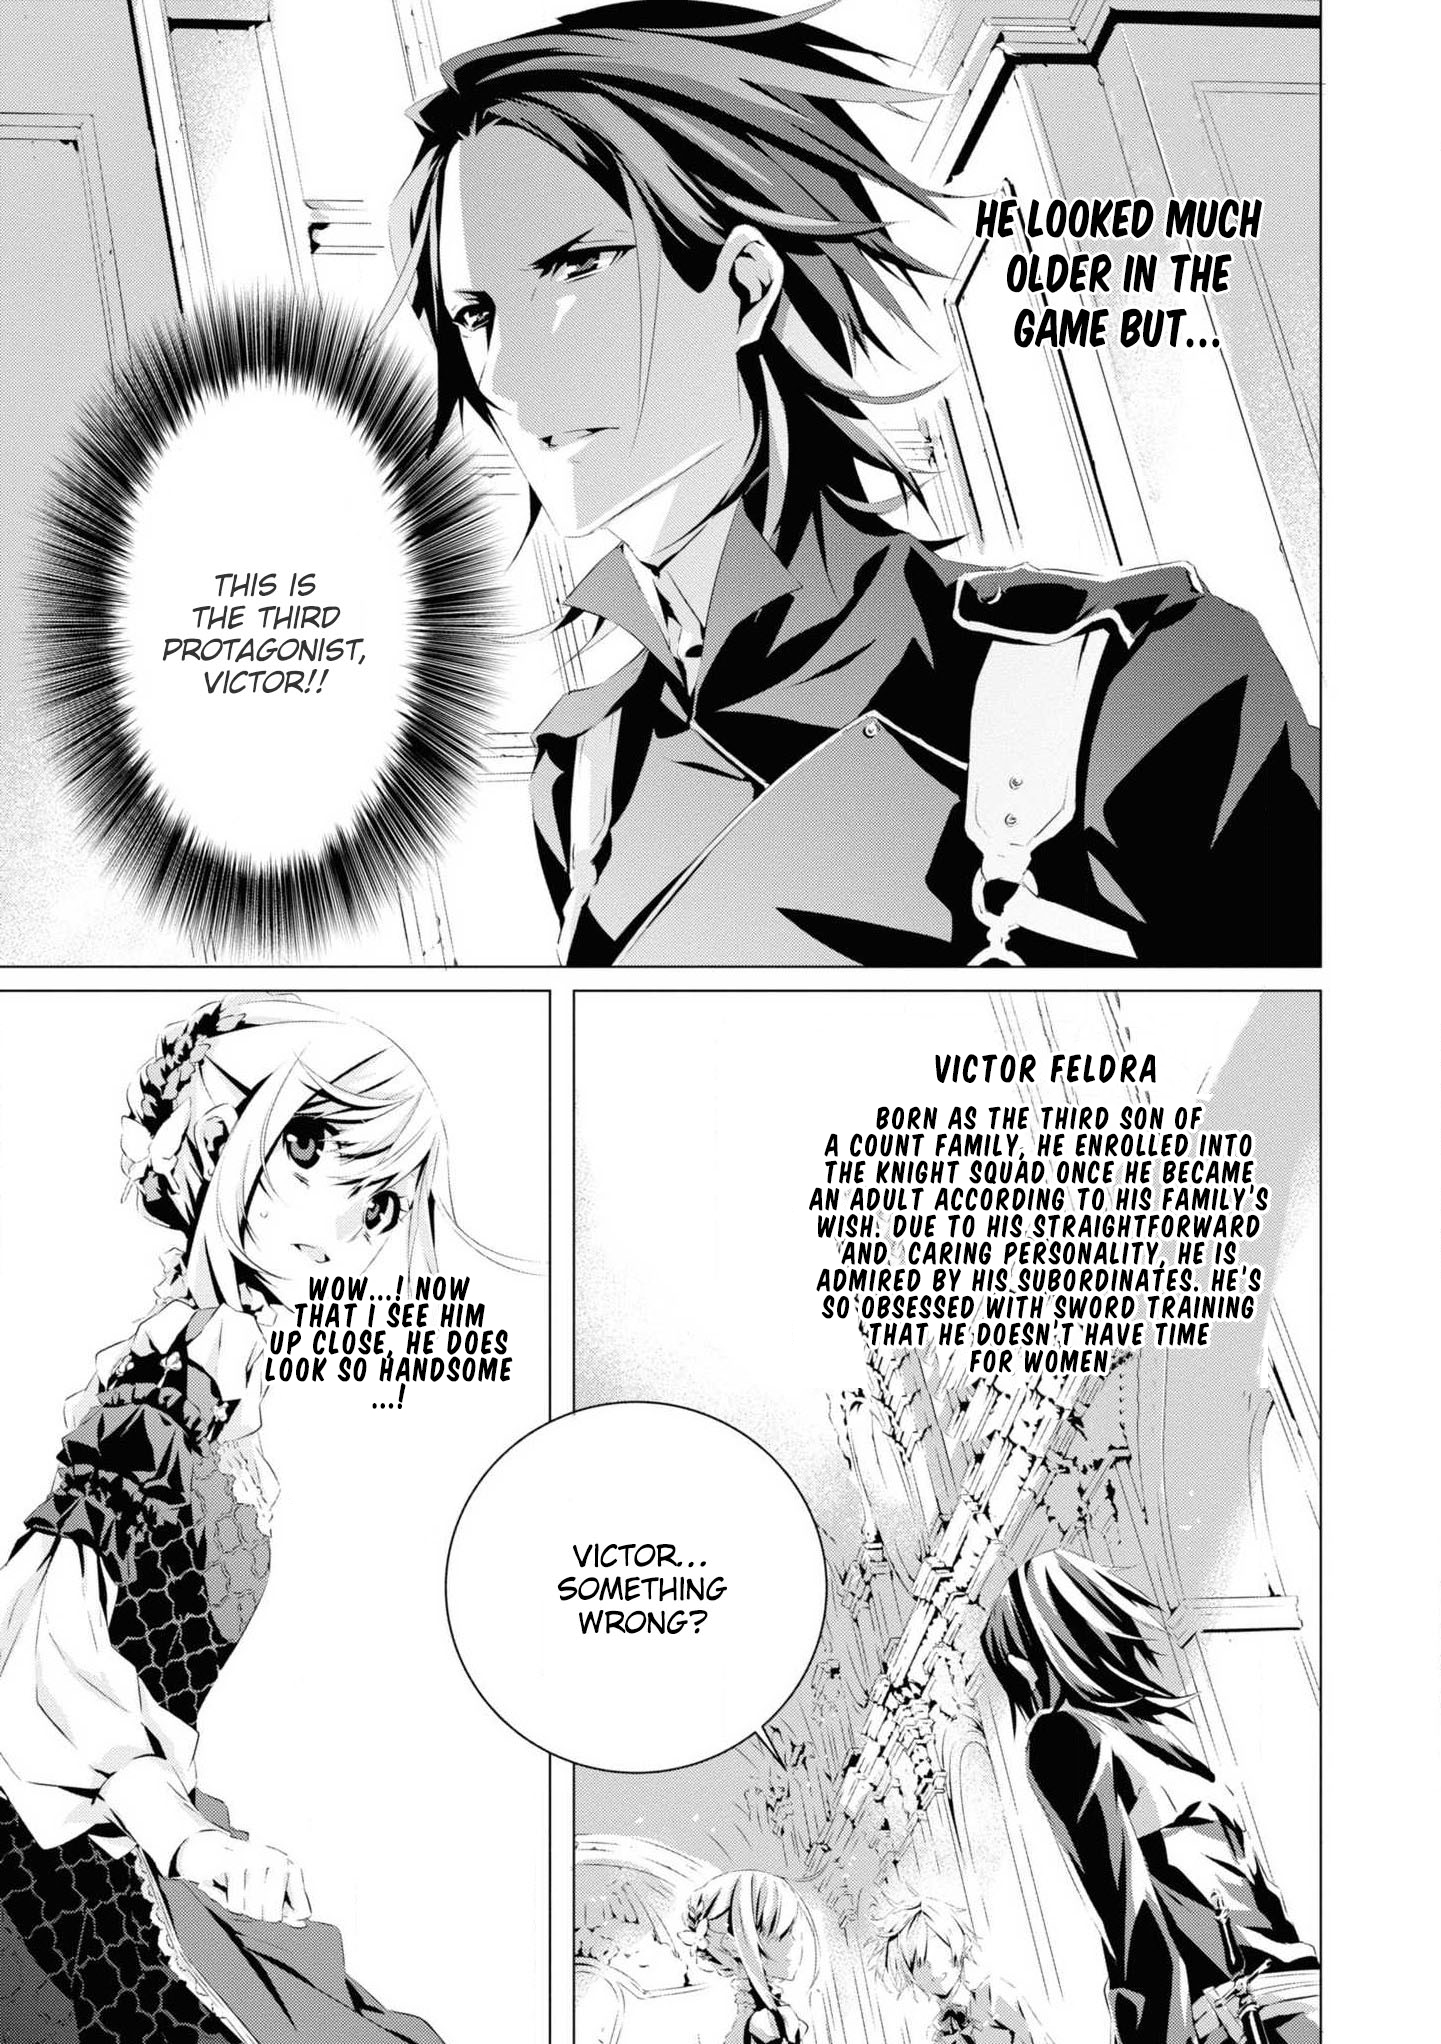 HE LOOKED MUCH
OLDER IN THE
GAME BUT...
THIS IS
THE THIRD
PROTAGONIST,
VICTOR!!
VICTOR FELDRA
BORN AS THE THIRD SON OF
A COUNT FAMILY, HE ENROLLED INTO
THE KNIGHT SQUAD ONCE HE BECAME
AN ADULT ACCORDING TO HIS FAMILY'S
WISH. DUE TO HIS STRAIGHTFORWARD
AND CARING PERSONALITY, HE IS
ADMIRED BY HIS SUBORDINATES. HE'S
SO OBSESSED WITH SWORD TRAINING
THAT HE DOESN'T HAVE TIME
FOR WOMEN
VICTOR...
SOMETHING
WRONG?
WOW...! NOW
THAT I SEE HIM
UP CLOSE, HE DOES
LOOK SO HANDSOME
...!